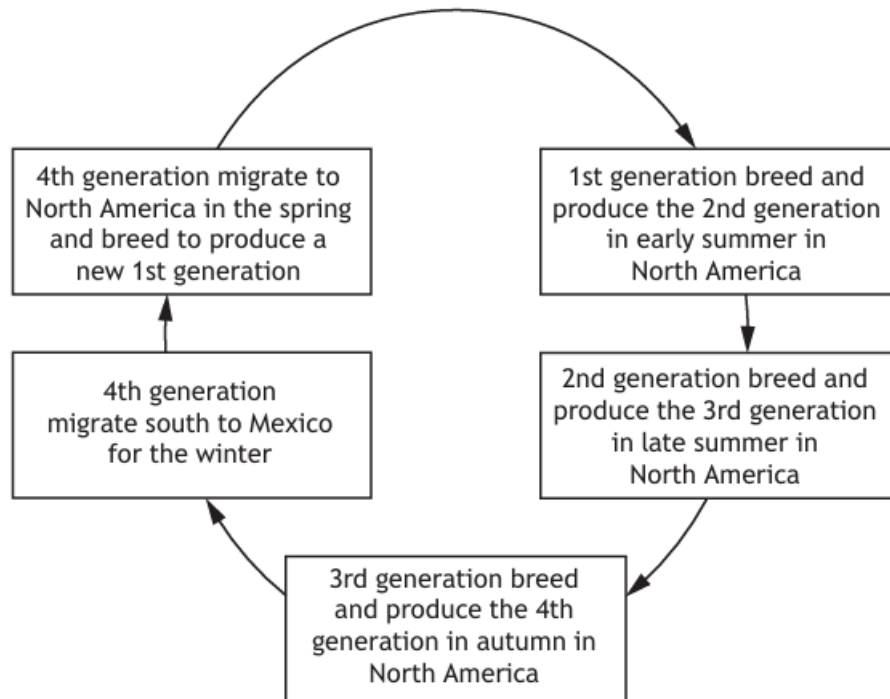 4th generation migrate to
North America in the spring
and breed to produce a
new 1st generation
1st generation breed and
produce the 2nd generation
in early summer in
North America
4th generation
migrate south to Mexico
for the winter
2nd generation breed and
produce the 3rd generation
in late summer in
North America
3rd generation breed
and produce the 4th
generation in autumn in
North America